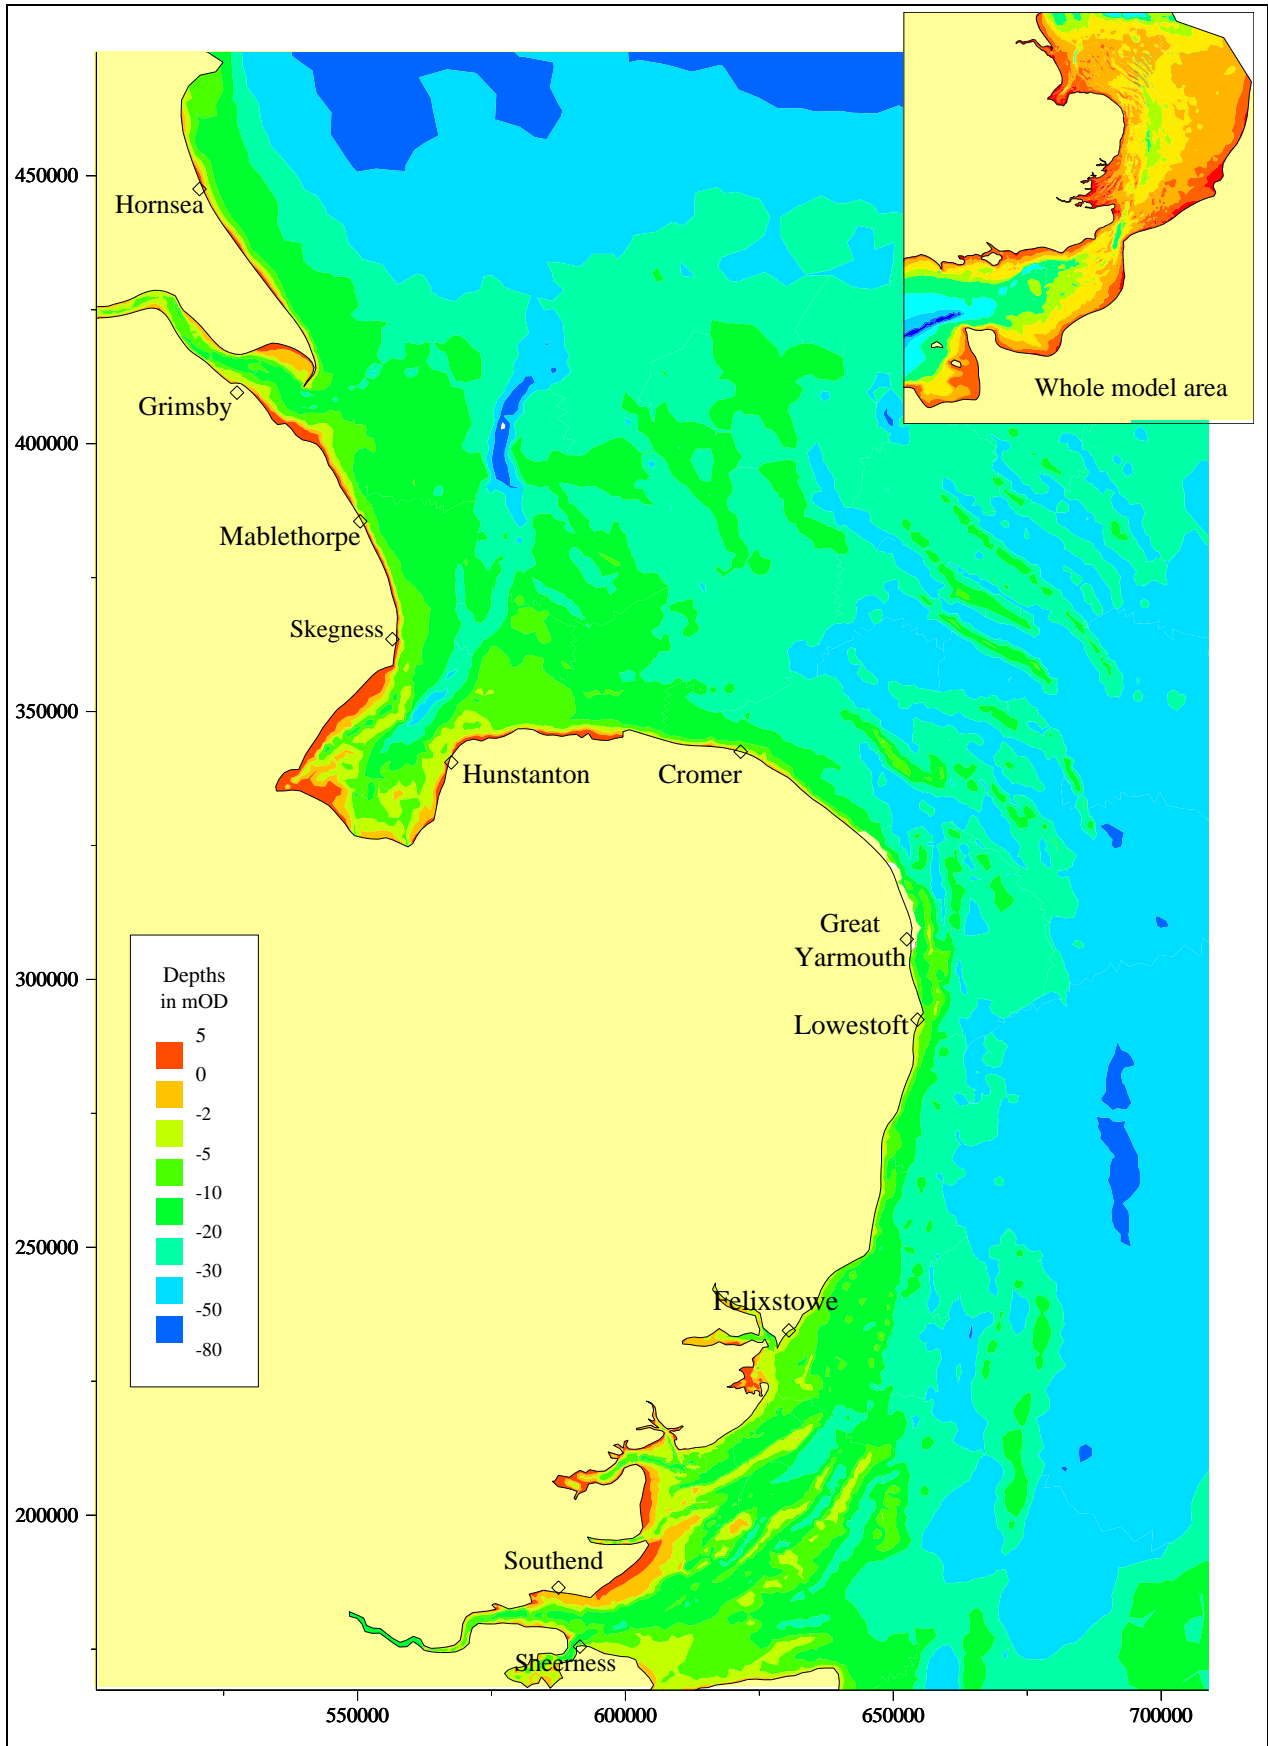 Whole model area
450000
400000
350000
300000
250000
200000
Hornsea
Grimsby
Mablethorpe
Skegness
Hunstanton
Cromer
Great
Yarmouth
Lowestoft
Felixstowe
Southend
Sheerness
Depths
in mOD
5
0
-2
-5
-10
-20
-30
-50
-80
550000
600000
650000
700000